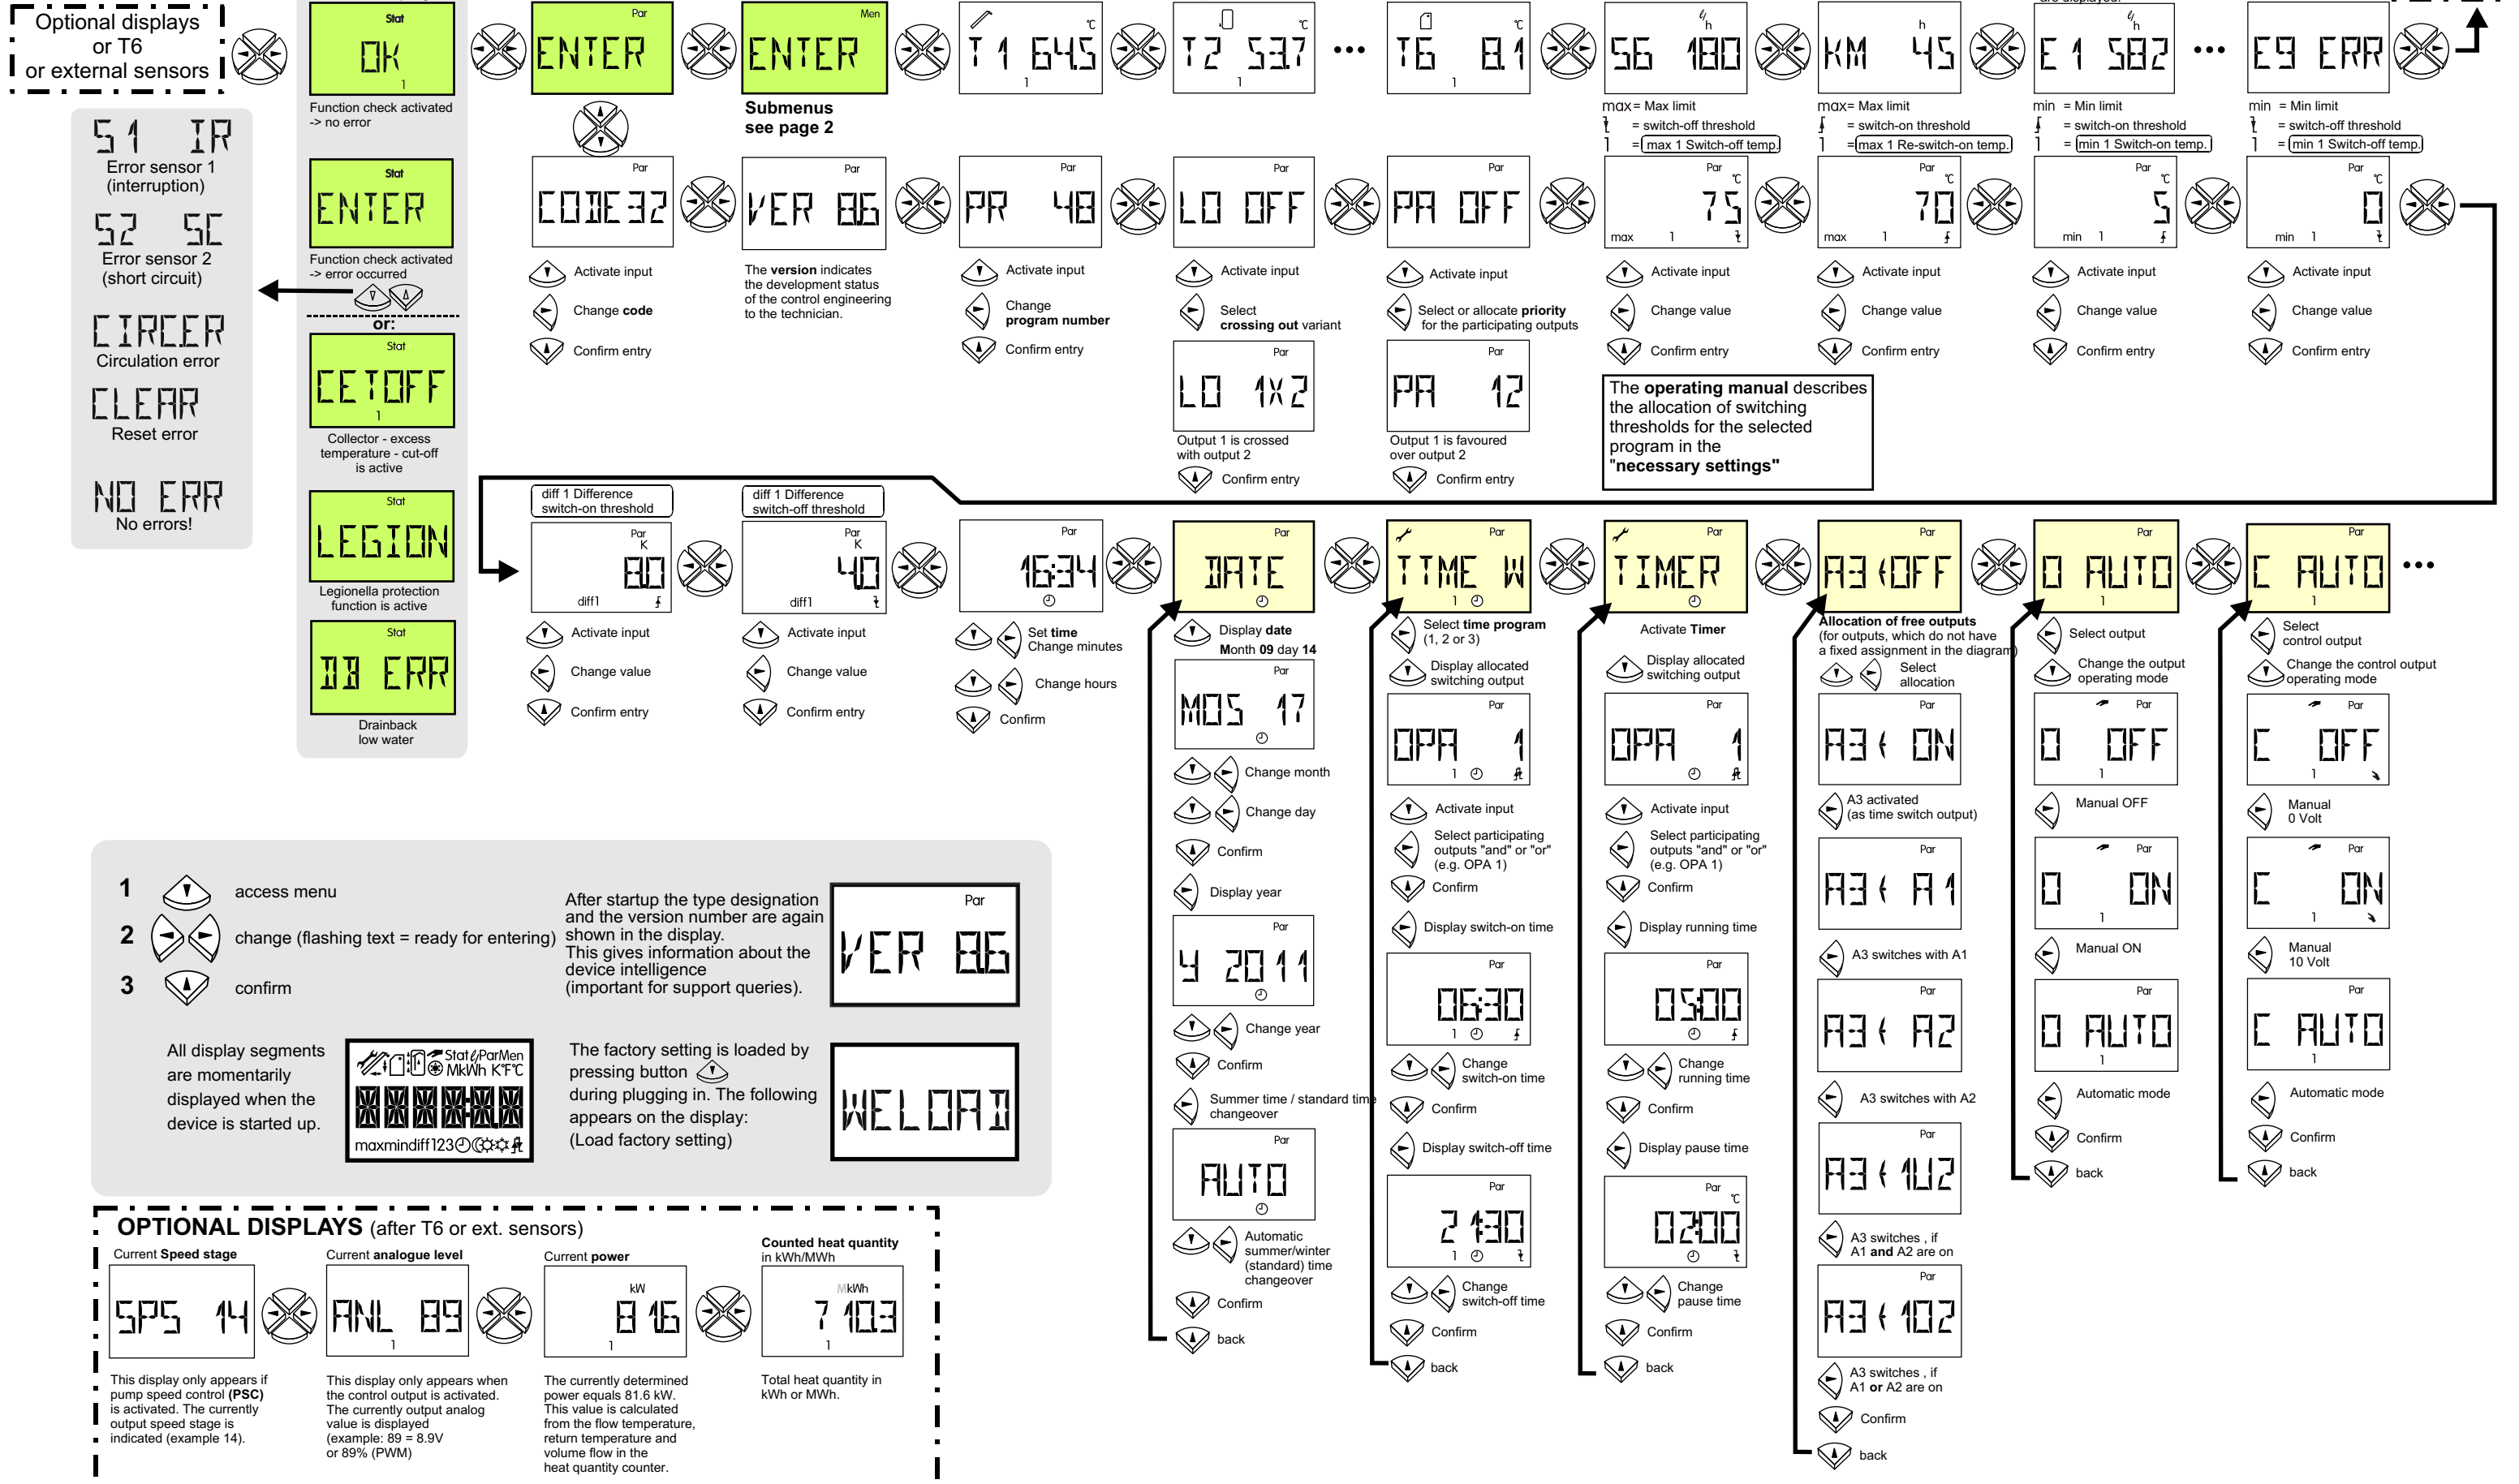 Optional displays
or T6
or external sensors
Stat
OK
1
Function check activated
-> no error
Par
ENTER
Men
ENTER
Submenus
see page 2
°C
T1 64.5
1
°C
T2 53.7
1
•••
°C
T6 8.1
1
l/h
S6 180
h
KM 45
are displayed.
l/h
E1 582
•••
E9 ERR
max= Max limit
= switch-off threshold
1 = max 1 Switch-off temp.
max= Max limit
= switch-on threshold
1 = max 1 Re-switch-on temp.
min = Min limit
= switch-on threshold
1 = min 1 Switch-on temp.
min = Min limit
= switch-off threshold
1 = min 1 Switch-off temp.
S1 IR
Error sensor 1
(interruption)
S2 SC
Error sensor 2
(short circuit)
CIRCER
Circulation error
CLEAR
Reset error
NO ERR
No errors!
Stat
ENTER
Function check activated
-> error occurred
or:
Stat
CETOFF
1
Collector - excess
temperature - cut-off
is active
Stat
LEGION
Legionella protection
function is active
Stat
DB ERR
Drainback
low water
Par
CODE 32
Activate input
Change code
Confirm entry
Par
VER 8.6
The version indicates
the development status
of the control engineering
to the technician.
Par
PR 48
Activate input
Change
program number
Confirm entry
Par
LO OFF
Activate input
Select
crossing out variant
Par
LO 1X2
Output 1 is crossed
with output 2
Confirm entry
Par
PA OFF
Activate input
Select or allocate priority
for the participating outputs
Par
PA 12
Output 1 is favoured
over output 2
Confirm entry
Par
°C
75
max 1
Activate input
Change value
Confirm entry
Par
°C
70
max 1
Activate input
Change value
Confirm entry
Par
°C
5
min 1
Activate input
Change value
Confirm entry
Par
°C
0
min 1
Activate input
Change value
Confirm entry
The operating manual describes
the allocation of switching
thresholds for the selected
program in the
"necessary settings"
diff 1 Difference
switch-on threshold
Par
K
8.0
diff1
Activate input
Change value
Confirm entry
diff 1 Difference
switch-off threshold
Par
K
4.0
diff1
Activate input
Change value
Confirm entry
Par
16:34
Set time
Change minutes
Change hours
Confirm
Par
DATE
Display date
Month 09 day 14
Par
MOS 17
Change month
Change day
Confirm
Display year
Par
Y 2011
Change year
Confirm
Summer time / standard time
changeover
Par
AUTO
Automatic
summer/winter
(standard) time
changeover
Confirm
back
Par
TIME W
1
Select time program
(1, 2 or 3)
Display allocated
switching output
Par
OPA 1
1
Activate input
Select participating
outputs "and" or "or"
(e.g. OPA 1)
Confirm
Display switch-on time
Par
06:30
1
Change
switch-on time
Confirm
Display switch-off time
Par
21:30
1
Change
switch-off time
Confirm
back
Par
TIMER
Activate Timer
Display allocated
switching output
Par
OPA 1
Activate input
Select participating
outputs "and" or "or"
(e.g. OPA 1)
Confirm
Display running time
Par
05:00
Change
running time
Confirm
Display pause time
Par
°C
02:00
Change
pause time
Confirm
back
Par
A3 < OFF
Allocation of free outputs
(for outputs, which do not have
a fixed assignment in the diagram)
Select
allocation
Par
A3 < ON
A3 activated
(as time switch output)
Par
A3 < A1
A3 switches with A1
Par
A3 < A2
A3 switches with A2
Par
A3 < 1U2
A3 switches , if
A1 and A2 are on
Par
A3 < 1O2
A3 switches , if
A1 or A2 are on
Confirm
back
Par
O AUTO
1
Select output
Change the output
operating mode
Par
O OFF
1
Manual OFF
Par
O ON
1
Manual ON
Par
O AUTO
1
Automatic mode
Confirm
back
Par
C AUTO
1
•••
Select
control output
Change the control output
operating mode
Par
C OFF
1
Manual
0 Volt
Par
C ON
1
Manual
10 Volt
Par
C AUTO
1
Automatic mode
Confirm
back
1 access menu
2 change (flashing text = ready for entering)
3 confirm
After startup the type designation
and the version number are again
shown in the display.
This gives information about the
device intelligence
(important for support queries).
Par
VER 8.6
All display segments
are momentarily
displayed when the
device is started up.
Stat l/ParMen
MkWh K°F°C
maxmindiff123
The factory setting is loaded by
pressing button
during plugging in. The following
appears on the display:
(Load factory setting)
WELOAD
OPTIONAL DISPLAYS (after T6 or ext. sensors)
Current Speed stage
SPS 14
This display only appears if
pump speed control (PSC)
is activated. The currently
output speed stage is
indicated (example 14).
Current analogue level
ANL 89
1
This display only appears when
the control output is activated.
The currently output analog
value is displayed
(example: 89 = 8.9V
or 89% (PWM)
Current power
kW
81.6
1
The currently determined
power equals 81.6 kW.
This value is calculated
from the flow temperature,
return temperature and
volume flow in the
heat quantity counter.
Counted heat quantity
in kWh/MWh
MkWh
7 10.3
1
Total heat quantity in
kWh or MWh.